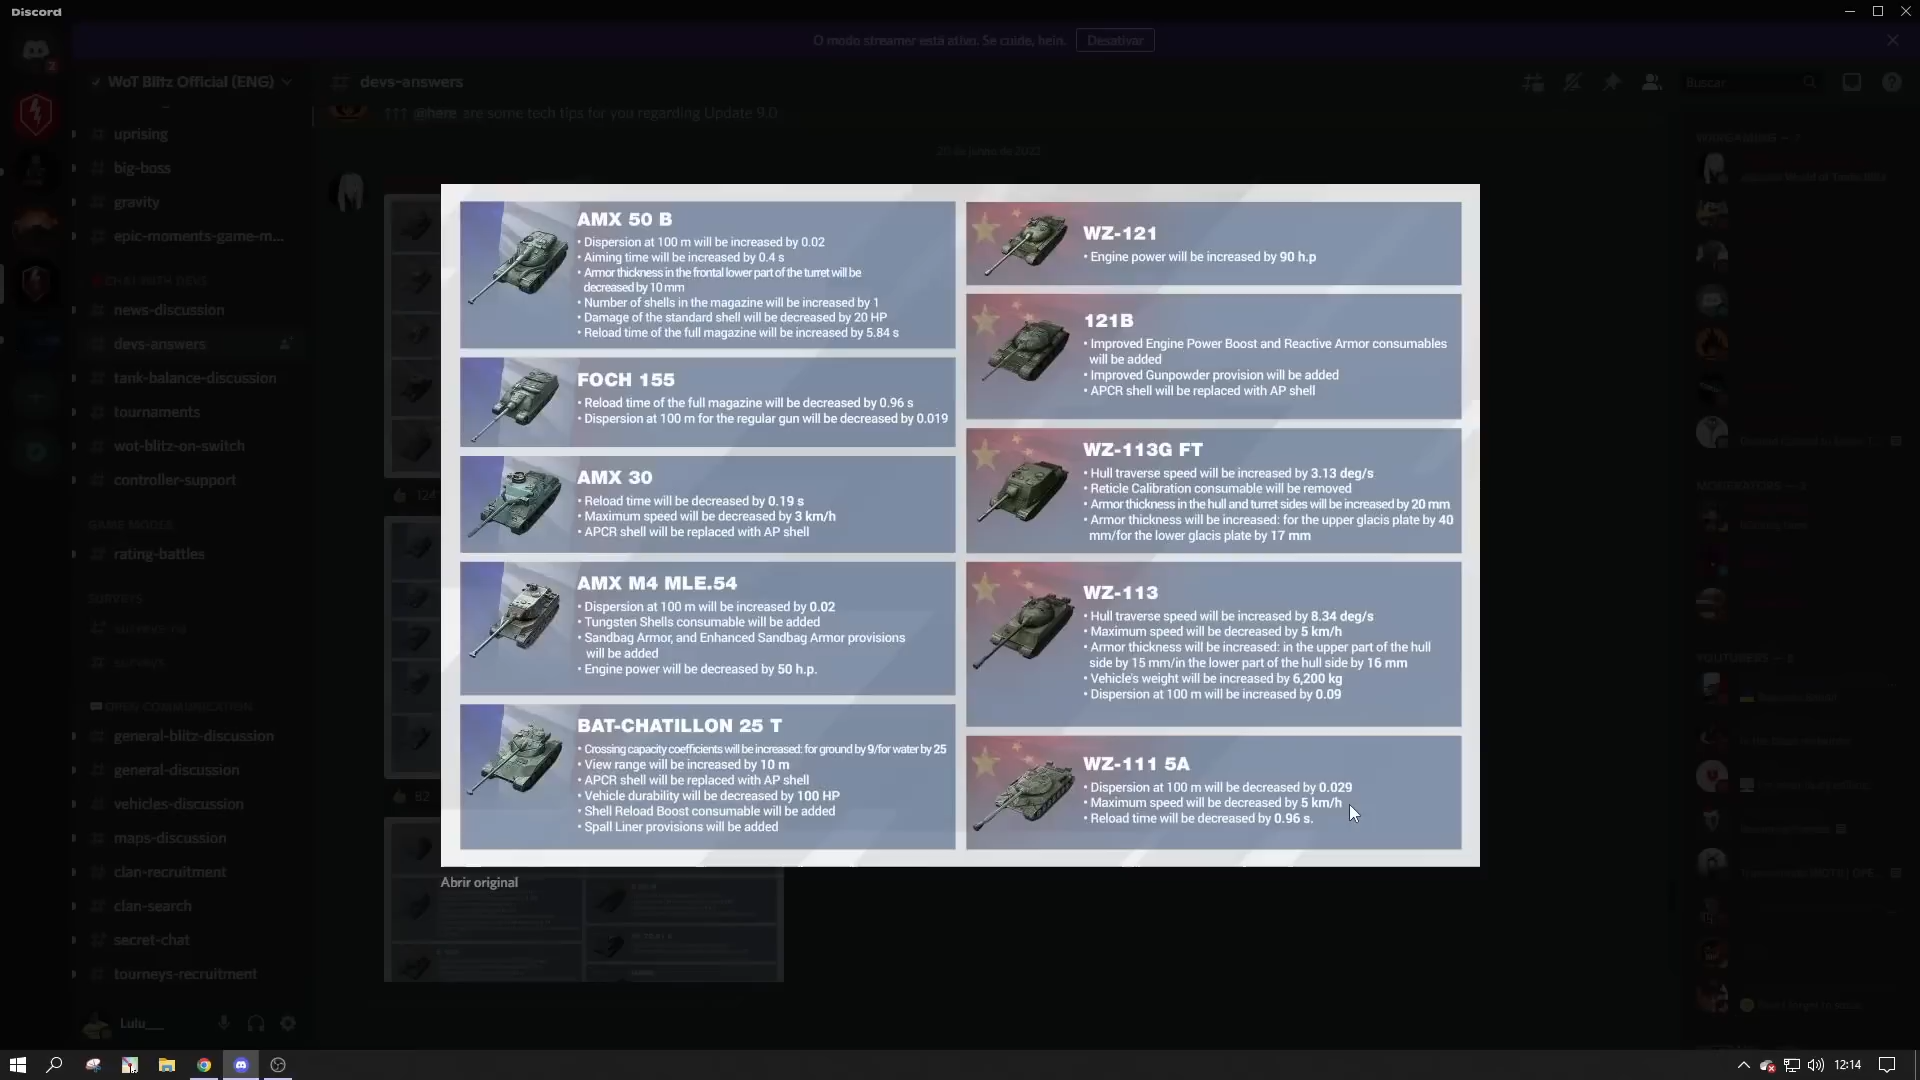 Discord
O modo streamer está ativo. Se cuide, hein.
Desativar
WoT Blitz Official (ENG)
devs-answers
Buscar
↑↑↑ @here are some tech tips for you regarding Update 9.0
uprising
big-boss
gravity
epic-moments-game-m...
CHAT WITH DEVS
news-discussion
devs-answers
tank-balance-discussion
tournaments
wot-blitz-on-switch
controller-support
GAME MODES
rating-battles
SURVEYS
OPEN COMMUNICATION
general-blitz-discussion
general-discussion
vehicles-discussion
maps-discussion
clan-recruitment
clan-search
secret-chat
tourneys-recruitment
Lulu__
124
82
AMX 50 B
• Dispersion at 100 m will be increased by 0.02
• Aiming time will be increased by 0.4 s
• Armor thickness in the frontal lower part of the turret will be
decreased by 10 mm
• Number of shells in the magazine will be increased by 1
• Damage of the standard shell will be decreased by 20 HP
• Reload time of the full magazine will be increased by 5.84 s
FOCH 155
• Reload time of the full magazine will be decreased by 0.96 s
• Dispersion at 100 m for the regular gun will be decreased by 0.019
AMX 30
• Reload time will be decreased by 0.19 s
• Maximum speed will be decreased by 3 km/h
• APCR shell will be replaced with AP shell
AMX M4 MLE.54
• Dispersion at 100 m will be increased by 0.02
• Tungsten Shells consumable will be added
• Sandbag Armor, and Enhanced Sandbag Armor provisions
will be added
• Engine power will be decreased by 50 h.p.
BAT-CHATILLON 25 T
• Crossing capacity coefficients will be increased: for ground by 9/for water by 25
• View range will be increased by 10 m
• APCR shell will be replaced with AP shell
• Vehicle durability will be decreased by 100 HP
• Shell Reload Boost consumable will be added
• Spall Liner provisions will be added
WZ-121
• Engine power will be increased by 90 h.p
121B
• Improved Engine Power Boost and Reactive Armor consumables
will be added
• Improved Gunpowder provision will be added
• APCR shell will be replaced with AP shell
WZ-113G FT
• Hull traverse speed will be increased by 3.13 deg/s
• Reticle Calibration consumable will be removed
• Armor thickness in the hull and turret sides will be increased by 20 mm
• Armor thickness will be increased: for the upper glacis plate by 40
mm/for the lower glacis plate by 17 mm
WZ-113
• Hull traverse speed will be increased by 8.34 deg/s
• Maximum speed will be decreased by 5 km/h
• Armor thickness will be increased: in the upper part of the hull
side by 15 mm/in the lower part of the hull side by 16 mm
• Vehicle's weight will be increased by 6,200 kg
• Dispersion at 100 m will be increased by 0.09
WZ-111 5A
• Dispersion at 100 m will be decreased by 0.029
• Maximum speed will be decreased by 5 km/h
• Reload time will be decreased by 0.96 s.
Abrir original
12:14